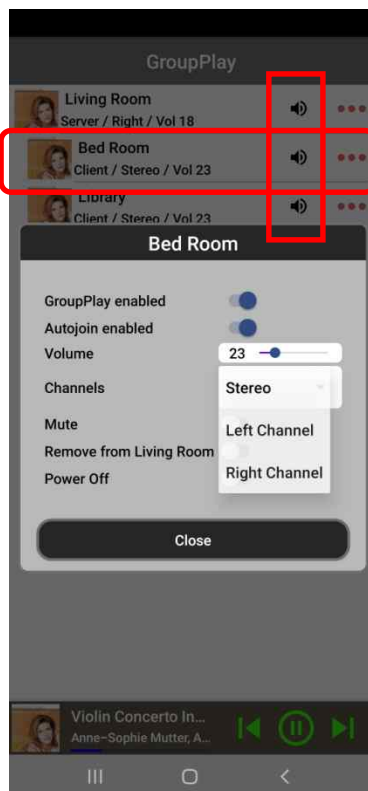 GroupPlay
Living Room
Server / Right / Vol 18
Bed Room
Client / Stereo / Vol 23
Library
Client / Stereo / Vol 23
Bed Room
GroupPlay enabled
Autojoin enabled
Volume 23
Channels Stereo
Left Channel
Right Channel
Mute
Remove from Living Room
Power Off
Close
Violin Concerto In...
Anne-Sophie Mutter, A...